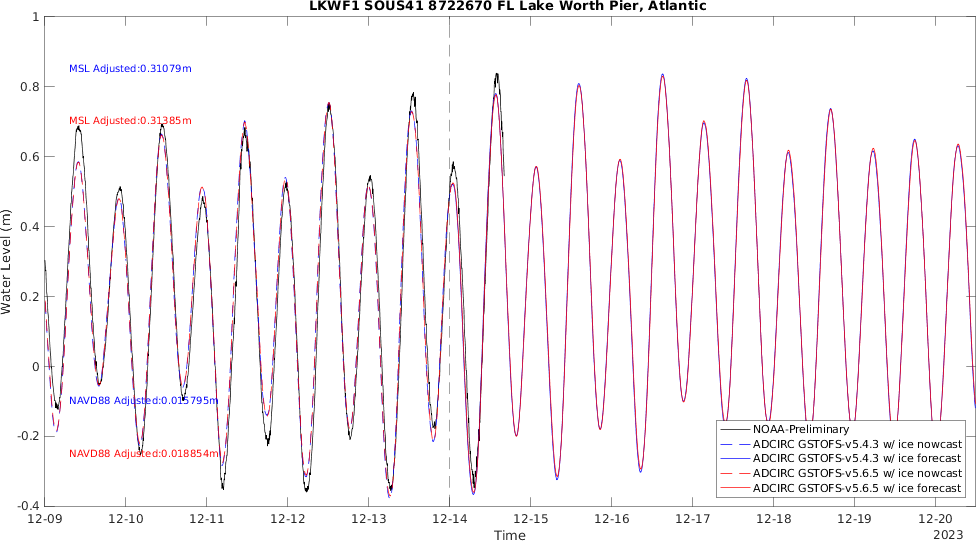 LKWF1 SOUS41 8722670 FL Lake Worth Pier, Atlantic
1
MSL Adjusted:0.31079m
0.8
MSL Adjusted:0.31385m
0.6
0.4
Water Level (m)
0.2
0
NAVD88 Adjusted:0.015795m
-0.2
NAVD88 Adjusted:0.018854m
-0.4
NOAA-Preliminary
ADCIRC GSTOFS-v5.4.3 w/ ice nowcast
ADCIRC GSTOFS-v5.4.3 w/ ice forecast
ADCIRC GSTOFS-v5.6.5 w/ ice nowcast
ADCIRC GSTOFS-v5.6.5 w/ ice forecast
12-09 12-10 12-11 12-12 12-13 12-14 12-15 12-16 12-17 12-18 12-19 12-20
Time
2023